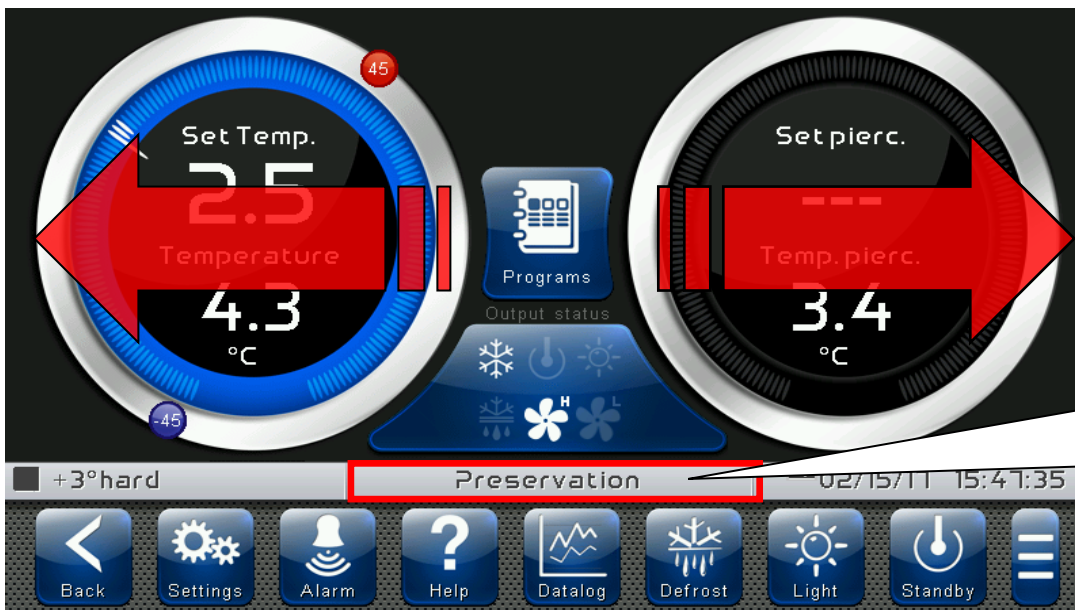 45
Set Temp.
2.5
Temperature
4.3
°C
-45
Programs
Output status
H
L
Set pierc.
---
Temp. pierc.
3.4
°C
+3°hard
Preservation
02/15/11 15:47:35
Back
Settings
Alarm
?
Help
Datalog
Defrost
Light
Standby